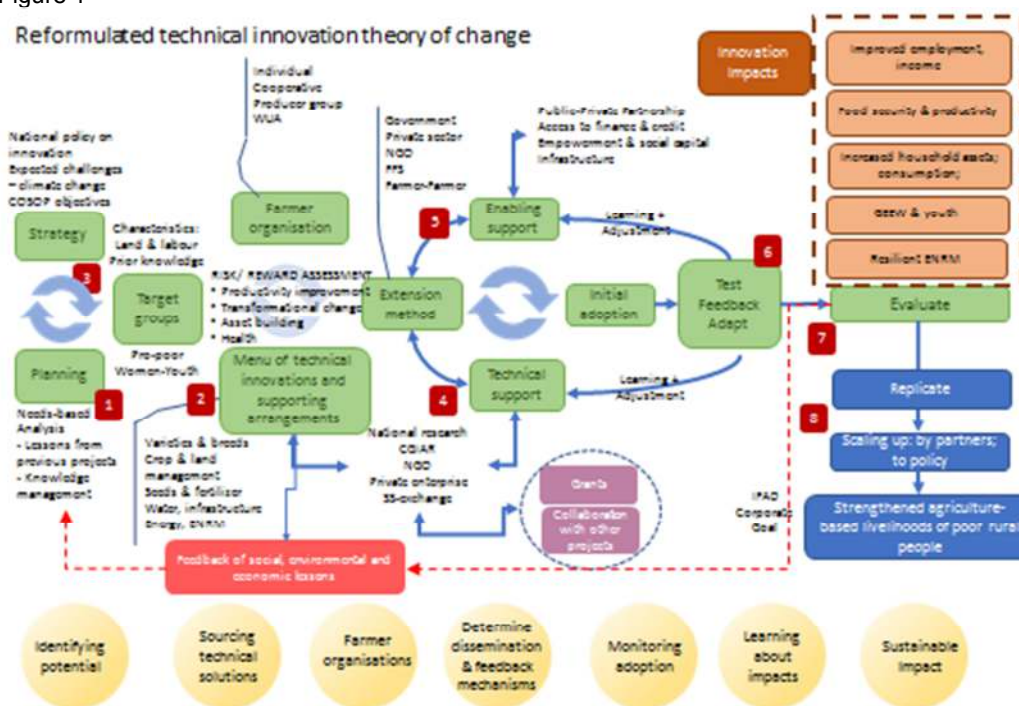 Reformulated technical innovation theory of change
Individual
Cooperative
Producer group
WUA
Government
Private sector
NGO
FFS
Farmer-Farmer
Public-Private Partnership
Access to finance & credit
Empowerment & social capital
Infrastructure
Innovation
Impacts
Improved employment,
income
Food security & productivity
Increased household assets;
consumption;
GEEW & youth
Resilient ENRM
National policy on
innovation
Expected challenges
– climate change
COSOP objectives
Strategy
3
Characteristics:
Land & labour
Prior knowledge
Target
groups
Pro-poor
Women-Youth
Planning
1
Needs-based
Analysis
- Lessons from
previous projects
- Knowledge
management
Farmer
organisation
RISK/ REWARD ASSESSMENT
* Productivity improvement
* Transformational change
* Asset building
* Health
2
Menu of technical
innovations and
supporting
arrangements
Varieties & breeds
Crop & land
management
Seeds & fertiliser
Water, infrastructure
Energy, ENRM
Extension
method
5
Enabling
support
Learning +
Adjustment
Initial
adoption
6
Test
Feedback
Adapt
4
Technical
support
Learning +
Adjustment
National research
CGIAR
NGO
Private enterprise
SS-exchange
Grants
Collaboration
with other
projects
IFAD
Corporate
Goal
7
Evaluate
Replicate
8
Scaling up: by partners;
to policy
Strengthened agriculture-
based livelihoods of poor rural
people
Feedback of social, environmental and
economic lessons
Identifying
potential
Sourcing
technical
solutions
Farmer
organisations
Determine
dissemination
& feedback
mechanisms
Monitoring
adoption
Learning
about
impacts
Sustainable
Impact